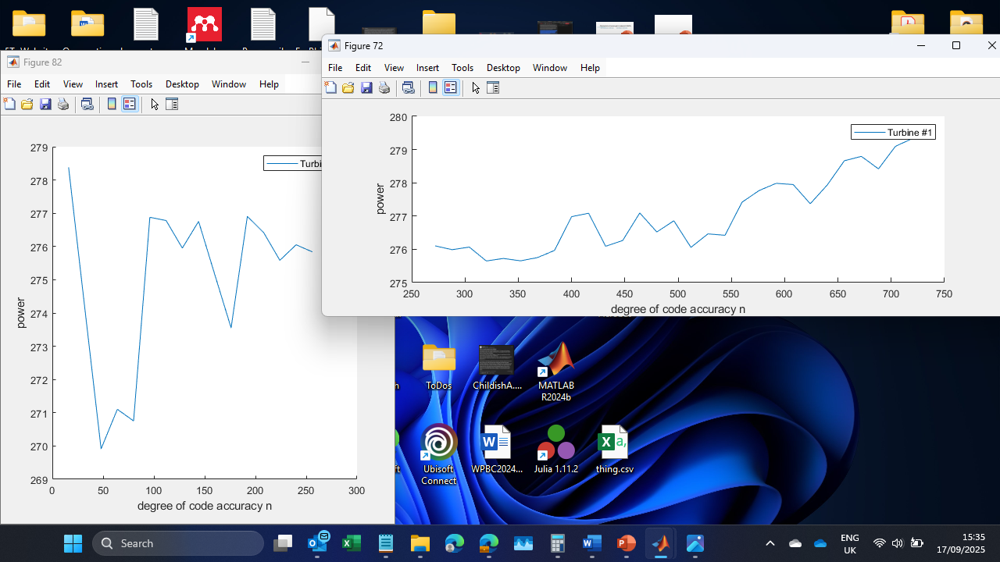 Figure 82
File Edit View Insert Tools Desktop Window Help
279
278
277
276
275
274
273
272
271
270
269
0 50 100 150 200 250 300
power
degree of code accuracy n
Figure 72
File Edit View Insert Tools Desktop Window Help
280
279
278
277
276
275
250 300 350 400 450 500 550 600 650 700 750
power
degree of code accuracy n
Turbine #1
ToDos
ChildishA....
MATLAB
R2024b
Ubisoft
Connect
WPBC2024...
Julia 1.11.2
thing.csv
Search
ENG
UK
15:35
17/09/2025